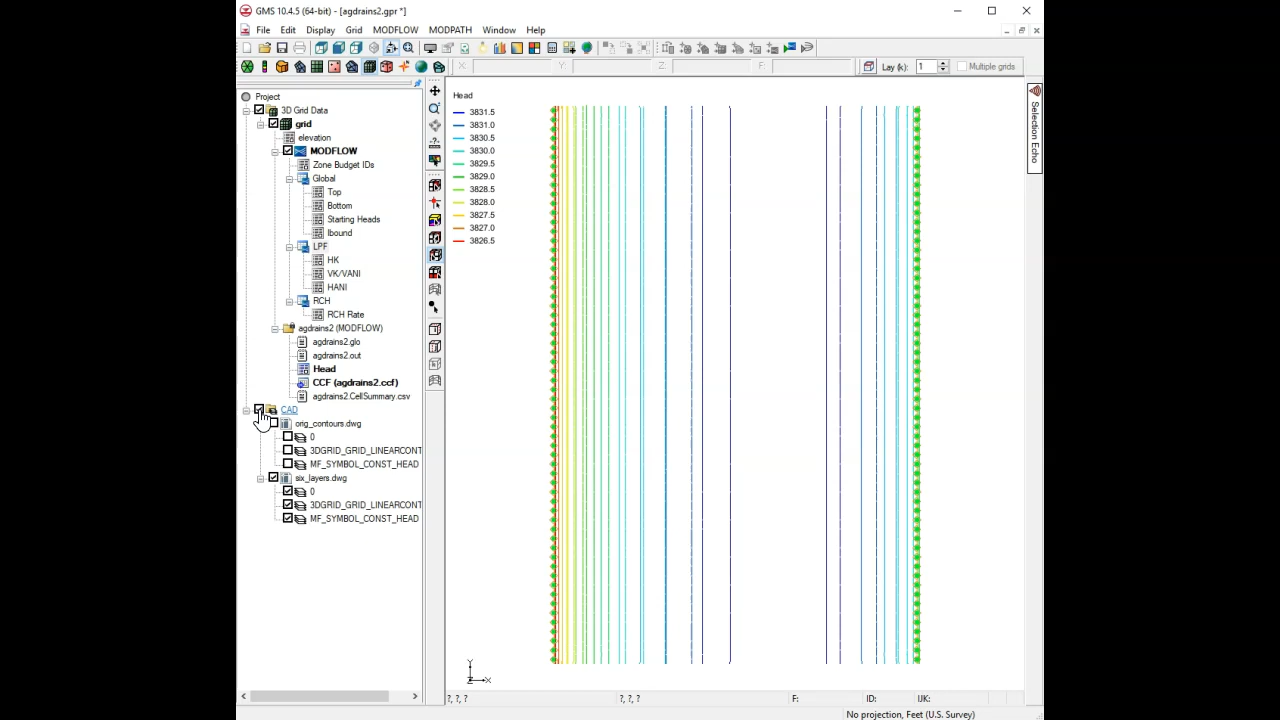 GMS 10.4.5 (64-bit) - [agdrains2.gpr *]
File Edit Display Grid MODFLOW MODPATH Window Help
X: Y: Z: F: Lay (k): 1 Multiple grids
Project
3D Grid Data
grid
elevation
MODFLOW
Zone Budget IDs
Global
Top
Bottom
Starting Heads
Ibound
LPF
HK
VK/VANI
HANI
RCH
RCH Rate
agdrains2 (MODFLOW)
agdrains2.glo
agdrains2.out
Head
CCF (agdrains2.ccf)
agdrains2.CellSummary.csv
CAD
orig_contours.dwg
0
3DGRID_GRID_LINEARCONT
MF_SYMBOL_CONST_HEAD
six_layers.dwg
0
3DGRID_GRID_LINEARCONT
MF_SYMBOL_CONST_HEAD
Head
3831.5
3831.0
3830.5
3830.0
3829.5
3829.0
3828.5
3828.0
3827.5
3827.0
3826.5
Y
Z X
Selection Echo
?, ?, ? ?, ?, ? F: ID: IJK:
No projection, Feet (U.S. Survey)